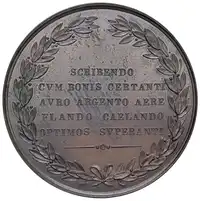 SCRIBENDO
CVM BONIS CERTANTI
AVRO ARGENTO AERE
FLANDO CAELANDO
OPTIMOS SVPERANTI